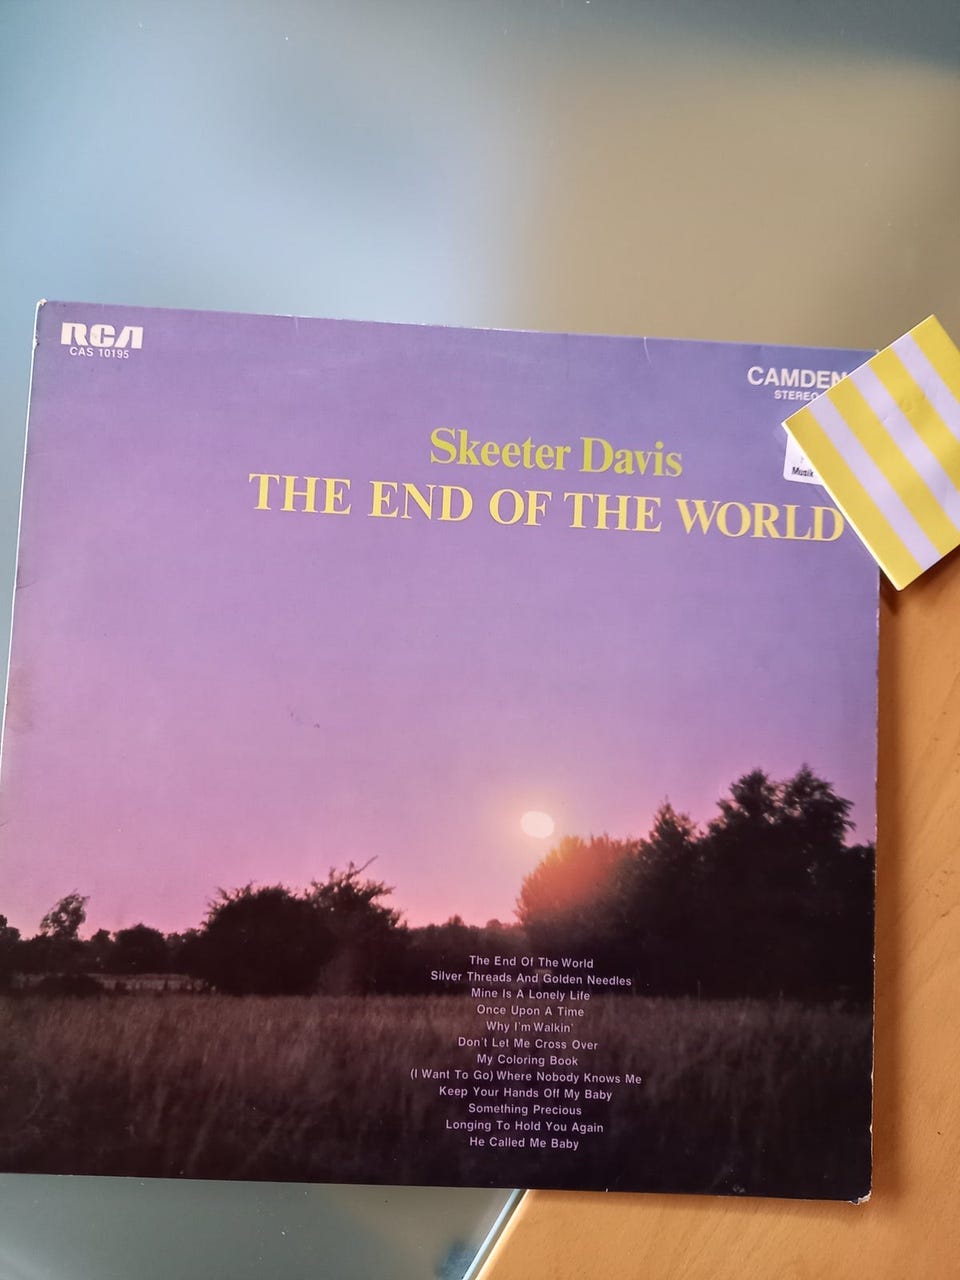 RCA
CAS 10195
CAMDEN
STEREO
Musik
Skeeter Davis
THE END OF THE WORLD
The End Of The World
Silver Threads And Golden Needles
Mine Is A Lonely Life
Once Upon A Time
Why I'm Walkin'
Don't Let Me Cross Over
My Coloring Book
(I Want To Go) Where Nobody Knows Me
Keep Your Hands Off My Baby
Something Precious
Longing To Hold You Again
He Called Me Baby